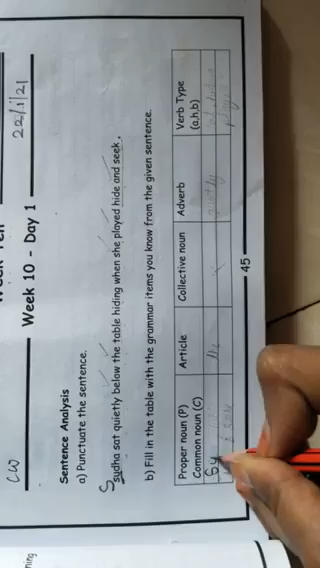 CW
22/1/21
Week 10 - Day 1
Sentence Analysis
a) Punctuate the sentence.
Ssudha sat quietly below the table hiding when she played hide and seek.
b) Fill in the table with the grammar items you know from the given sentence.
Proper noun (P) Common noun (C) Article Collective noun Adverb Verb Type (a,h,b)
Su the x quietly
45